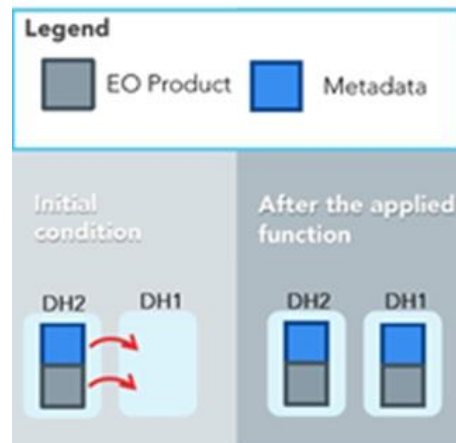 Legend
EO Product
Metadata
Initial
condition
After the applied
function
DH2
DH1
DH2
DH1